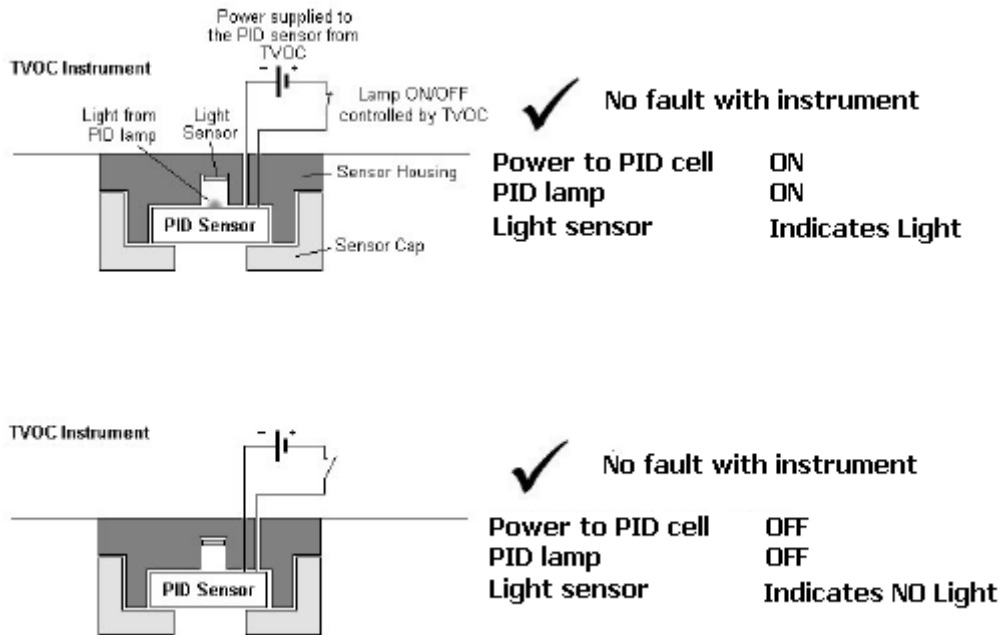 Power supplied to
the PID sensor from
TVOC
TVOC Instrument
- +
Lamp ON/OFF
controlled by TVOC
Light from
PID lamp
Light
Sensor
Sensor Housing
PID Sensor
Sensor Cap
No fault with instrument
Power to PID cell ON
PID lamp ON
Light sensor Indicates Light
TVOC Instrument
- +
PID Sensor
No fault with instrument
Power to PID cell OFF
PID lamp OFF
Light sensor Indicates NO Light